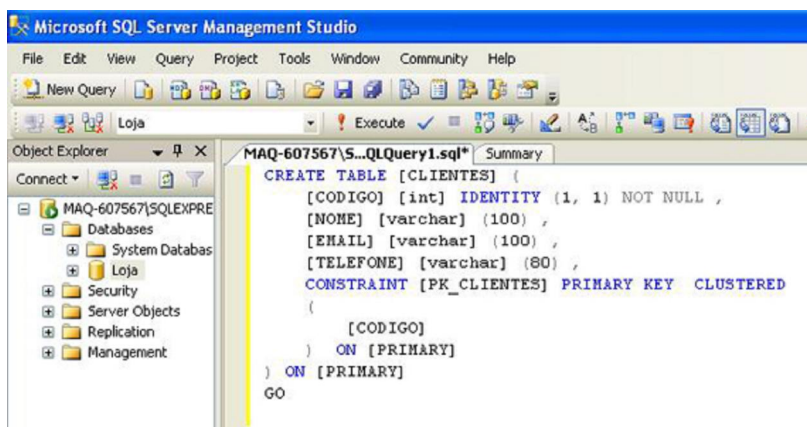 Microsoft SQL Server Management Studio
File Edit View Query Project Tools Window Community Help
New Query
Loja Execute
Object Explorer
Connect
MAQ-607567\SQLEXPRE
Databases
System Databas
Loja
Security
Server Objects
Replication
Management
MAQ-607567\S...QLQuery1.sql* Summary
CREATE TABLE [CLIENTES] (
[CODIGO] [int] IDENTITY (1, 1) NOT NULL ,
[NOME] [varchar] (100) ,
[EMAIL] [varchar] (100) ,
[TELEFONE] [varchar] (80) ,
CONSTRAINT [PK_CLIENTES] PRIMARY KEY CLUSTERED
(
[CODIGO]
) ON [PRIMARY]
) ON [PRIMARY]
GO